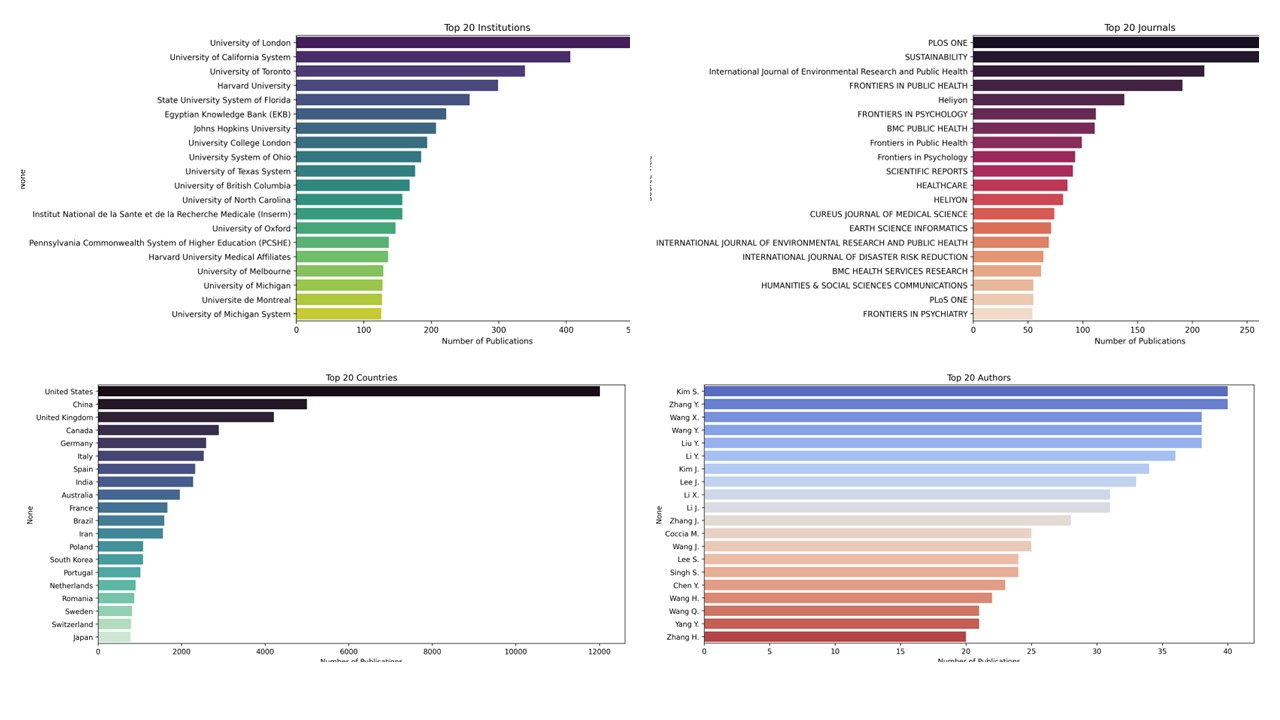 Top 20 Institutions
University of London
University of California System
University of Toronto
Harvard University
State University System of Florida
Egyptian Knowledge Bank (EKB)
Johns Hopkins University
University College London
University System of Ohio
University of Texas System
University of British Columbia
University of North Carolina
Institut National de la Sante et de la Recherche Medicale (Inserm)
University of Oxford
Pennsylvania Commonwealth System of Higher Education (PCSHE)
Harvard University Medical Affiliates
University of Melbourne
University of Michigan
Universite de Montreal
University of Michigan System
None
0 100 200 300 400 5
Number of Publications
Top 20 Journals
PLOS ONE
SUSTAINABILITY
International Journal of Environmental Research and Public Health
FRONTIERS IN PUBLIC HEALTH
Heliyon
FRONTIERS IN PSYCHOLOGY
BMC PUBLIC HEALTH
Frontiers in Public Health
Frontiers in Psychology
SCIENTIFIC REPORTS
HEALTHCARE
HELIYON
CUREUS JOURNAL OF MEDICAL SCIENCE
EARTH SCIENCE INFORMATICS
INTERNATIONAL JOURNAL OF ENVIRONMENTAL RESEARCH AND PUBLIC HEALTH
INTERNATIONAL JOURNAL OF DISASTER RISK REDUCTION
BMC HEALTH SERVICES RESEARCH
HUMANITIES & SOCIAL SCIENCES COMMUNICATIONS
PLoS ONE
FRONTIERS IN PSYCHIATRY
0 50 100 150 200 250
Number of Publications
Top 20 Countries
United States
China
United Kingdom
Canada
Germany
Italy
Spain
India
Australia
France
Brazil
Iran
Poland
South Korea
Portugal
Netherlands
Romania
Sweden
Switzerland
Japan
None
0 2000 4000 6000 8000 10000 12000
Number of Publications
Top 20 Authors
Kim S.
Zhang Y.
Wang X.
Wang Y.
Liu Y.
Li Y.
Kim J.
Lee J.
Li X.
Li J.
Zhang J.
Coccia M.
Wang J.
Lee S.
Singh S.
Chen Y.
Wang H.
Wang Q.
Yang Y.
Zhang H.
None
0 5 10 15 20 25 30 35 40
Number of Publications